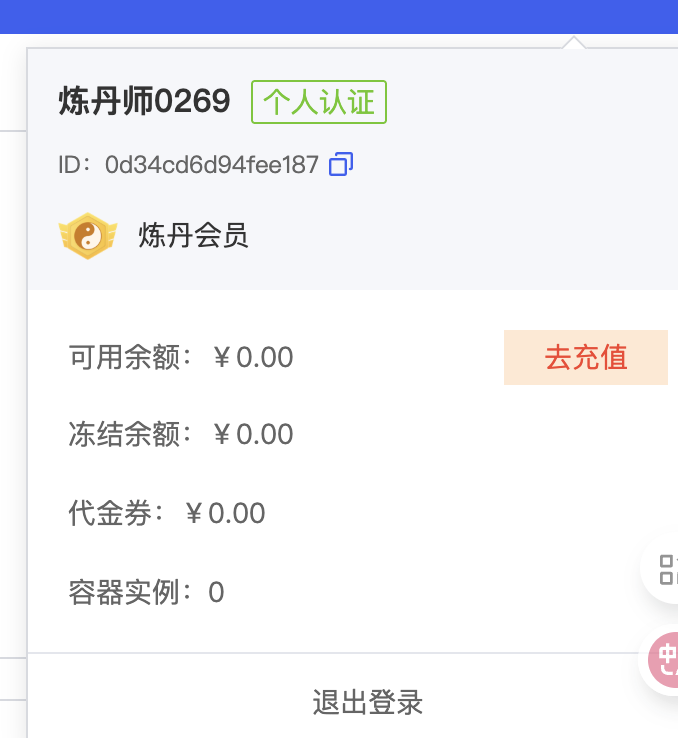 炼丹师0269 个人认证
ID：0d34cd6d94fee187
炼丹会员
可用余额：￥0.00 去充值
冻结余额：￥0.00
代金券：￥0.00
容器实例：0
中
退出登录